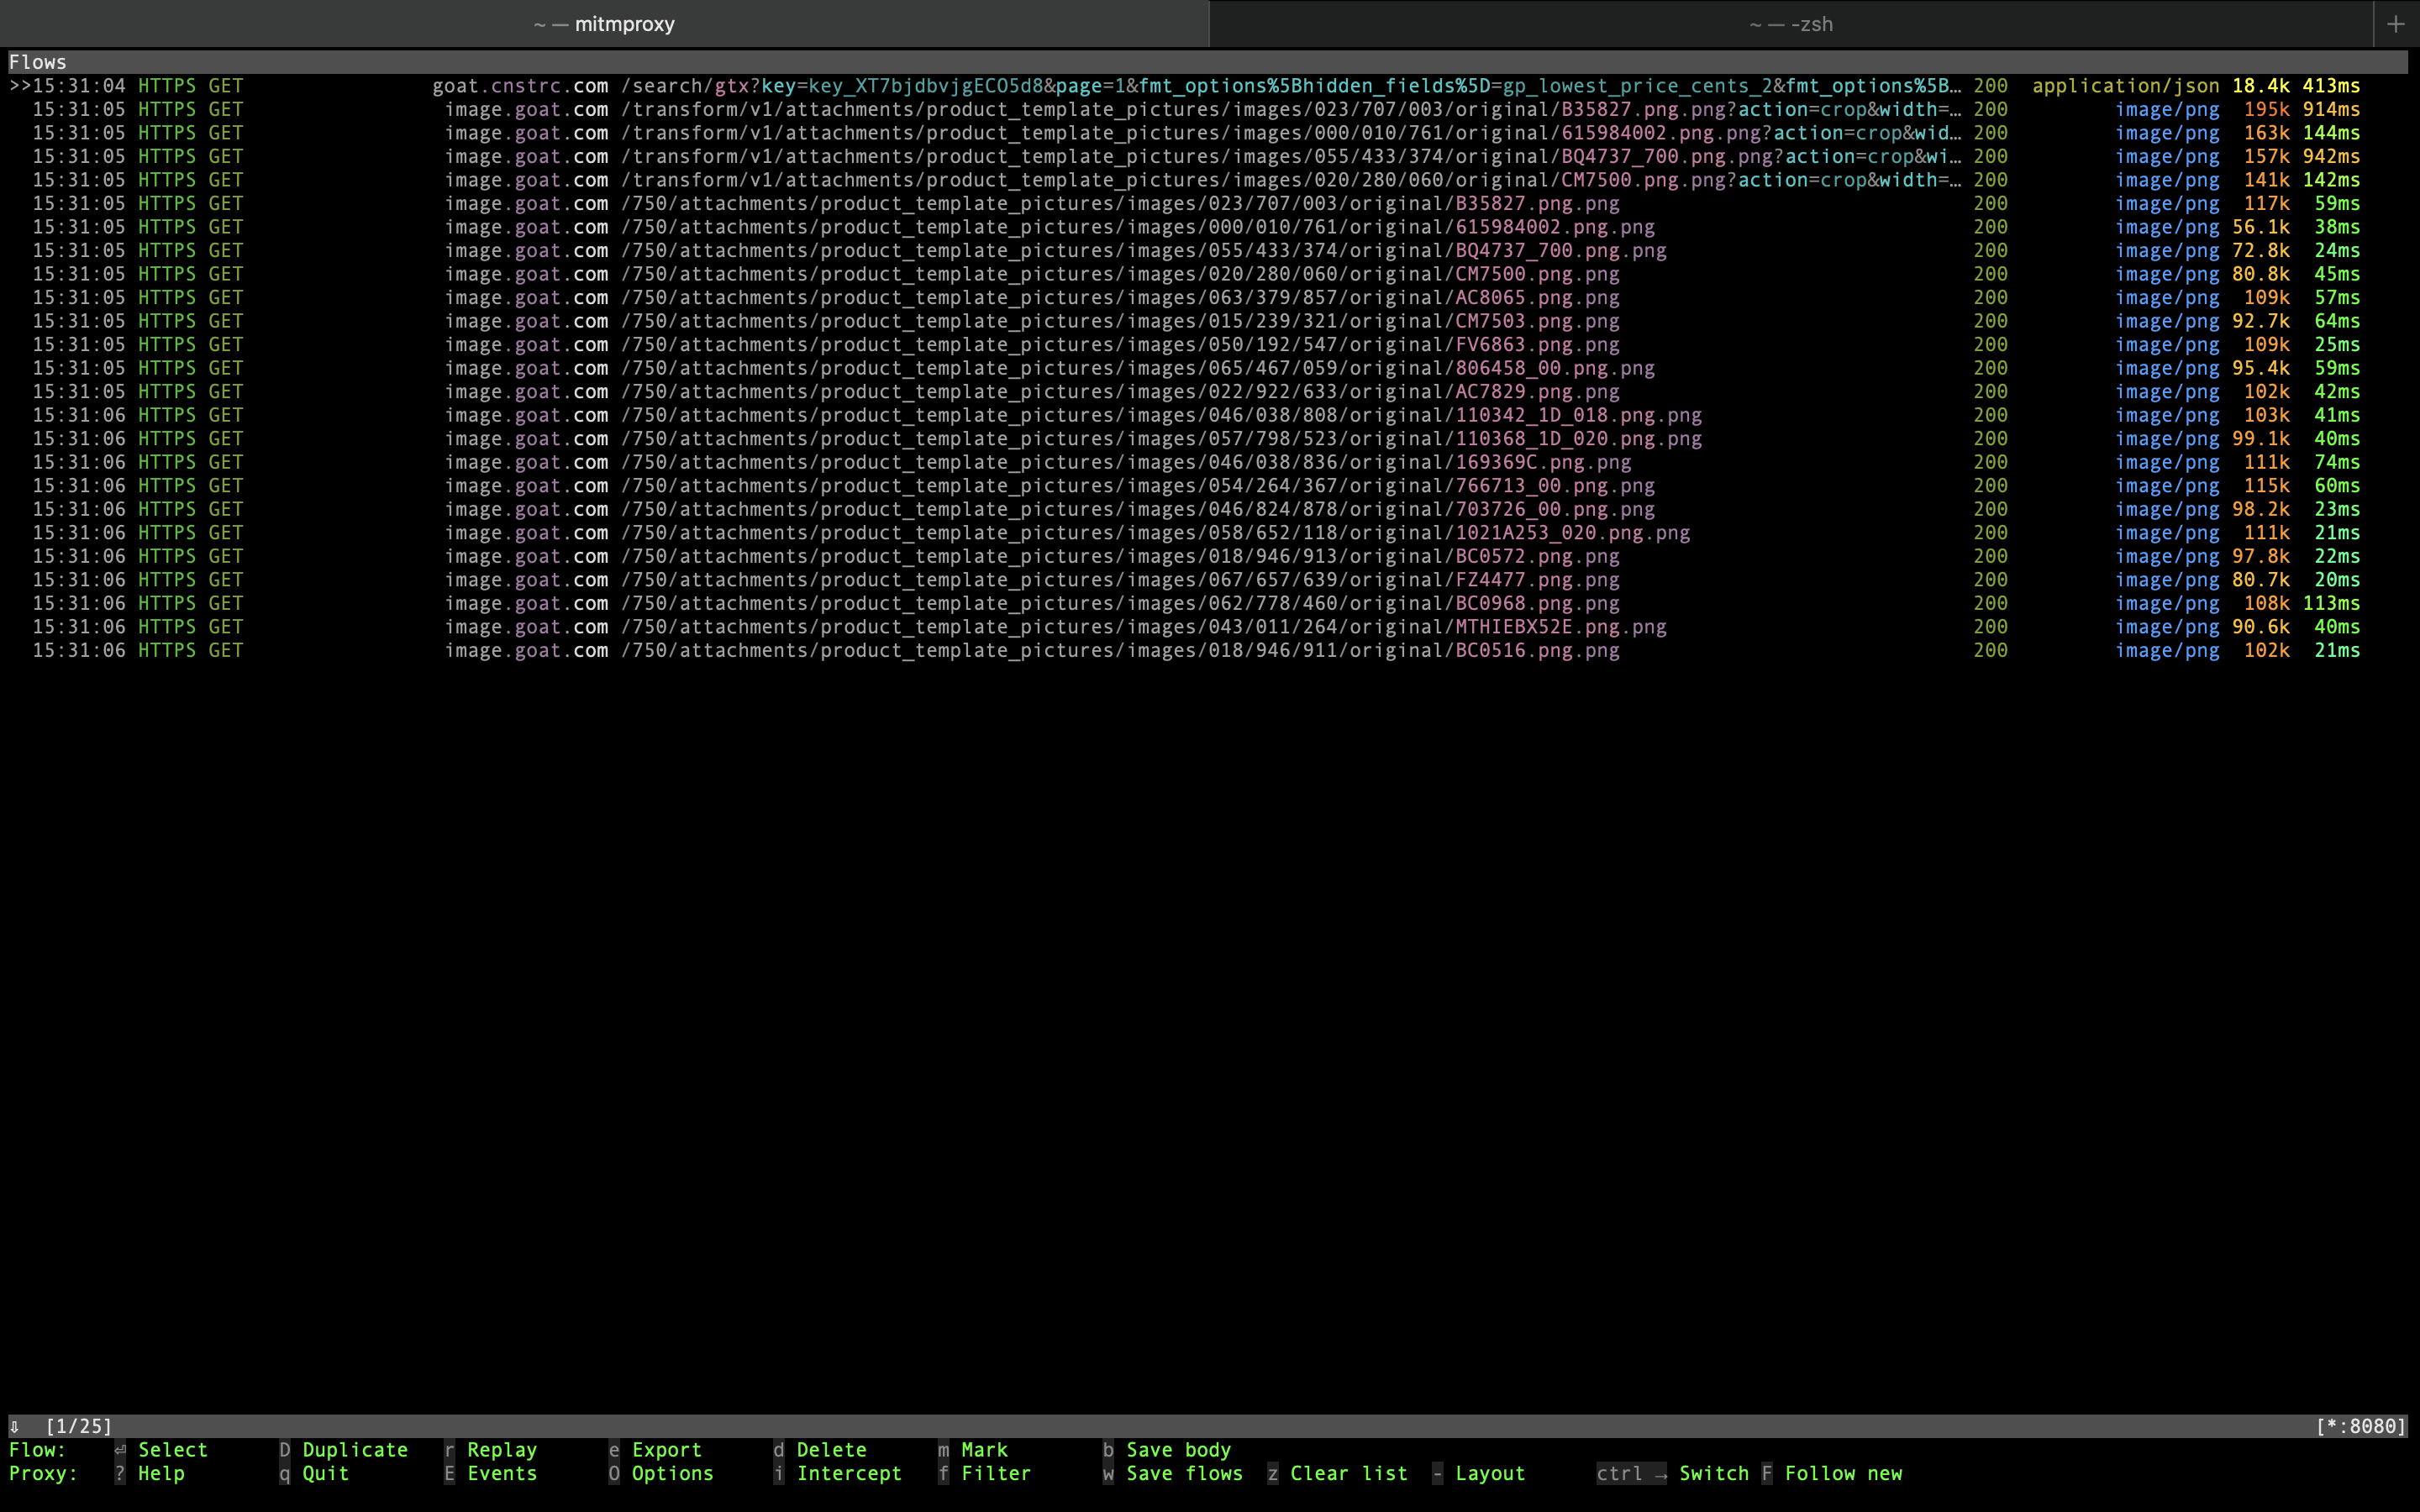 ~ — mitmproxy ~ — -zsh +
Flows
>>15:31:04 HTTPS GET goat.cnstrc.com /search/gtx?key=key_XT7bjdbvjgECO5d8&page=1&fmt_options%5Bhidden_fields%5D=gp_lowest_price_cents_2&fmt_options%5B… 200 application/json 18.4k 413ms
15:31:05 HTTPS GET image.goat.com /transform/v1/attachments/product_template_pictures/images/023/707/003/original/B35827.png.png?action=crop&width=… 200 image/png 195k 914ms
15:31:05 HTTPS GET image.goat.com /transform/v1/attachments/product_template_pictures/images/000/010/761/original/615984002.png.png?action=crop&wid… 200 image/png 163k 144ms
15:31:05 HTTPS GET image.goat.com /transform/v1/attachments/product_template_pictures/images/055/433/374/original/BQ4737_700.png.png?action=crop&wi… 200 image/png 157k 942ms
15:31:05 HTTPS GET image.goat.com /transform/v1/attachments/product_template_pictures/images/020/280/060/original/CM7500.png.png?action=crop&width=… 200 image/png 141k 142ms
15:31:05 HTTPS GET image.goat.com /750/attachments/product_template_pictures/images/023/707/003/original/B35827.png.png 200 image/png 117k 59ms
15:31:05 HTTPS GET image.goat.com /750/attachments/product_template_pictures/images/000/010/761/original/615984002.png.png 200 image/png 56.1k 38ms
15:31:05 HTTPS GET image.goat.com /750/attachments/product_template_pictures/images/055/433/374/original/BQ4737_700.png.png 200 image/png 72.8k 24ms
15:31:05 HTTPS GET image.goat.com /750/attachments/product_template_pictures/images/020/280/060/original/CM7500.png.png 200 image/png 80.8k 45ms
15:31:05 HTTPS GET image.goat.com /750/attachments/product_template_pictures/images/063/379/857/original/AC8065.png.png 200 image/png 109k 57ms
15:31:05 HTTPS GET image.goat.com /750/attachments/product_template_pictures/images/015/239/321/original/CM7503.png.png 200 image/png 92.7k 64ms
15:31:05 HTTPS GET image.goat.com /750/attachments/product_template_pictures/images/050/192/547/original/FV6863.png.png 200 image/png 109k 25ms
15:31:05 HTTPS GET image.goat.com /750/attachments/product_template_pictures/images/065/467/059/original/806458_00.png.png 200 image/png 95.4k 59ms
15:31:05 HTTPS GET image.goat.com /750/attachments/product_template_pictures/images/022/922/633/original/AC7829.png.png 200 image/png 102k 42ms
15:31:06 HTTPS GET image.goat.com /750/attachments/product_template_pictures/images/046/038/808/original/110342_1D_018.png.png 200 image/png 103k 41ms
15:31:06 HTTPS GET image.goat.com /750/attachments/product_template_pictures/images/057/798/523/original/110368_1D_020.png.png 200 image/png 99.1k 40ms
15:31:06 HTTPS GET image.goat.com /750/attachments/product_template_pictures/images/046/038/836/original/169369C.png.png 200 image/png 111k 74ms
15:31:06 HTTPS GET image.goat.com /750/attachments/product_template_pictures/images/054/264/367/original/766713_00.png.png 200 image/png 115k 60ms
15:31:06 HTTPS GET image.goat.com /750/attachments/product_template_pictures/images/046/824/878/original/703726_00.png.png 200 image/png 98.2k 23ms
15:31:06 HTTPS GET image.goat.com /750/attachments/product_template_pictures/images/058/652/118/original/1021A253_020.png.png 200 image/png 111k 21ms
15:31:06 HTTPS GET image.goat.com /750/attachments/product_template_pictures/images/018/946/913/original/BC0572.png.png 200 image/png 97.8k 22ms
15:31:06 HTTPS GET image.goat.com /750/attachments/product_template_pictures/images/067/657/639/original/FZ4477.png.png 200 image/png 80.7k 20ms
15:31:06 HTTPS GET image.goat.com /750/attachments/product_template_pictures/images/062/778/460/original/BC0968.png.png 200 image/png 108k 113ms
15:31:06 HTTPS GET image.goat.com /750/attachments/product_template_pictures/images/043/011/264/original/MTHIEBX52E.png.png 200 image/png 90.6k 40ms
15:31:06 HTTPS GET image.goat.com /750/attachments/product_template_pictures/images/018/946/911/original/BC0516.png.png 200 image/png 102k 21ms
⇩ [1/25] [*:8080]
Flow: ⏎ Select D Duplicate r Replay e Export d Delete m Mark b Save body
Proxy: ? Help q Quit E Events O Options i Intercept f Filter w Save flows z Clear list - Layout ctrl → Switch F Follow new